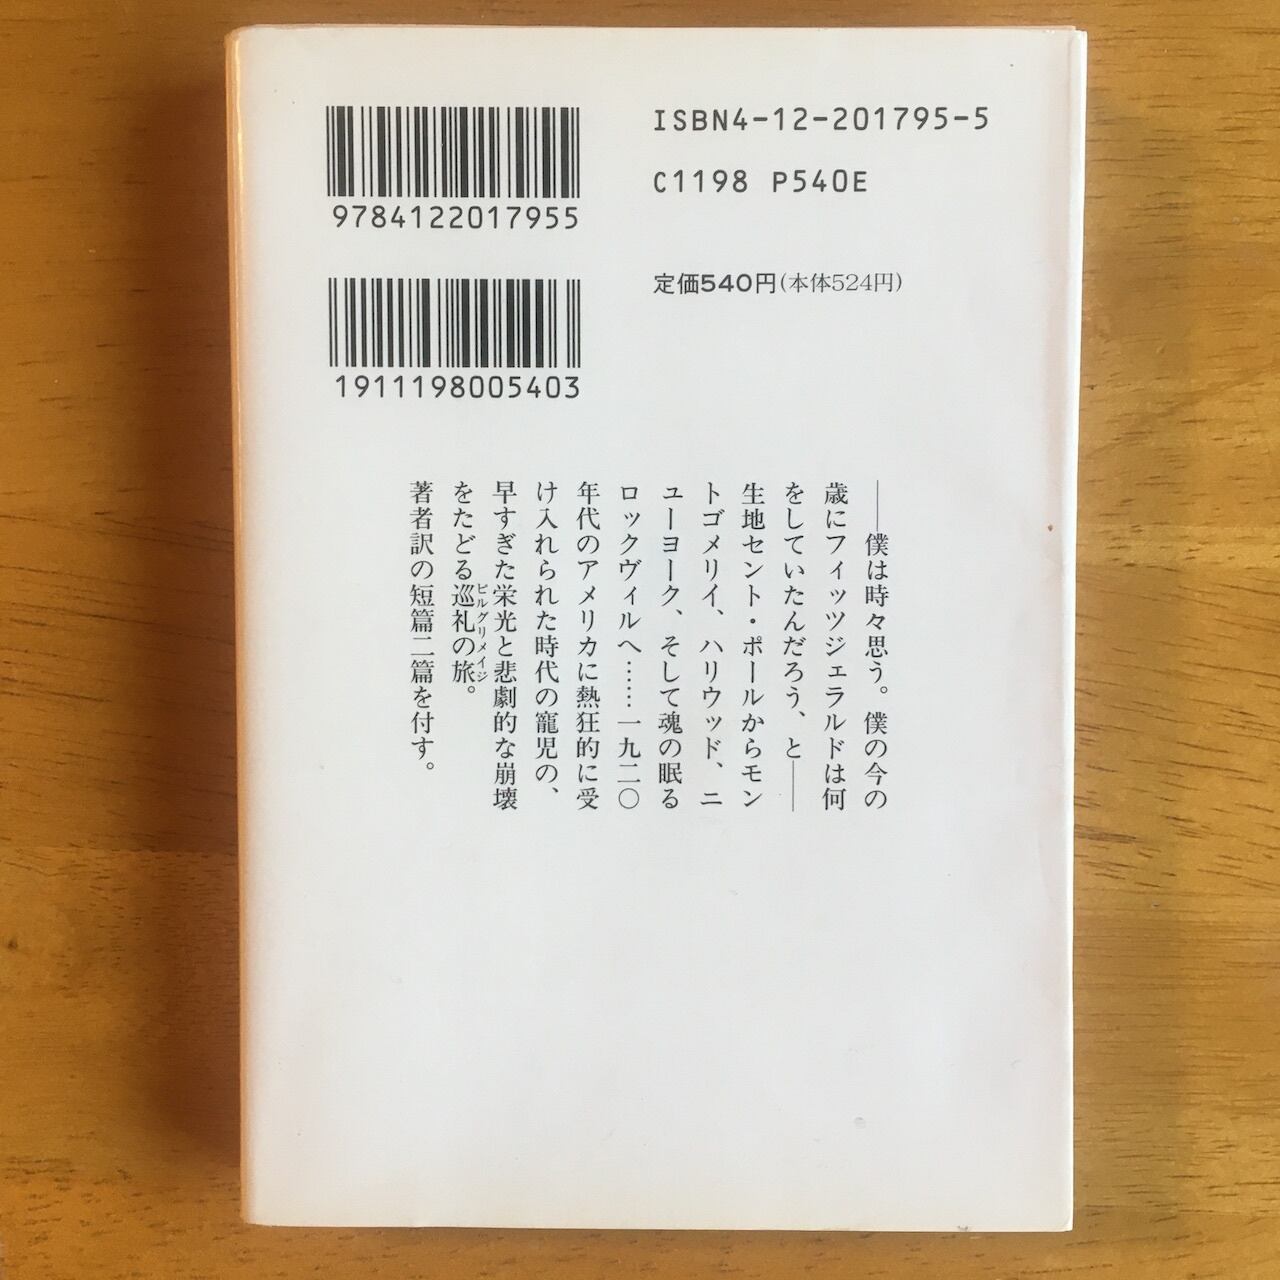 9784122017955
1911198005403
ISBN4-12-201795-5
C1198 P540E
定価540円(本体524円)
――僕は時々思う。僕の今の
歳にフィッツジェラルドは何
をしていたんだろう、と――
生地セント・ポールからモン
トゴメリイ、ハリウッド、ニ
ューヨーク、そして魂の眠る
ロックヴィルへ……一九二〇
年代のアメリカに熱狂的に受
け入れられた時代の寵児の、
早すぎた栄光と悲劇的な崩壊
をたどる巡礼の旅。
ピルグリメイジ
著者訳の短篇二篇を付す。